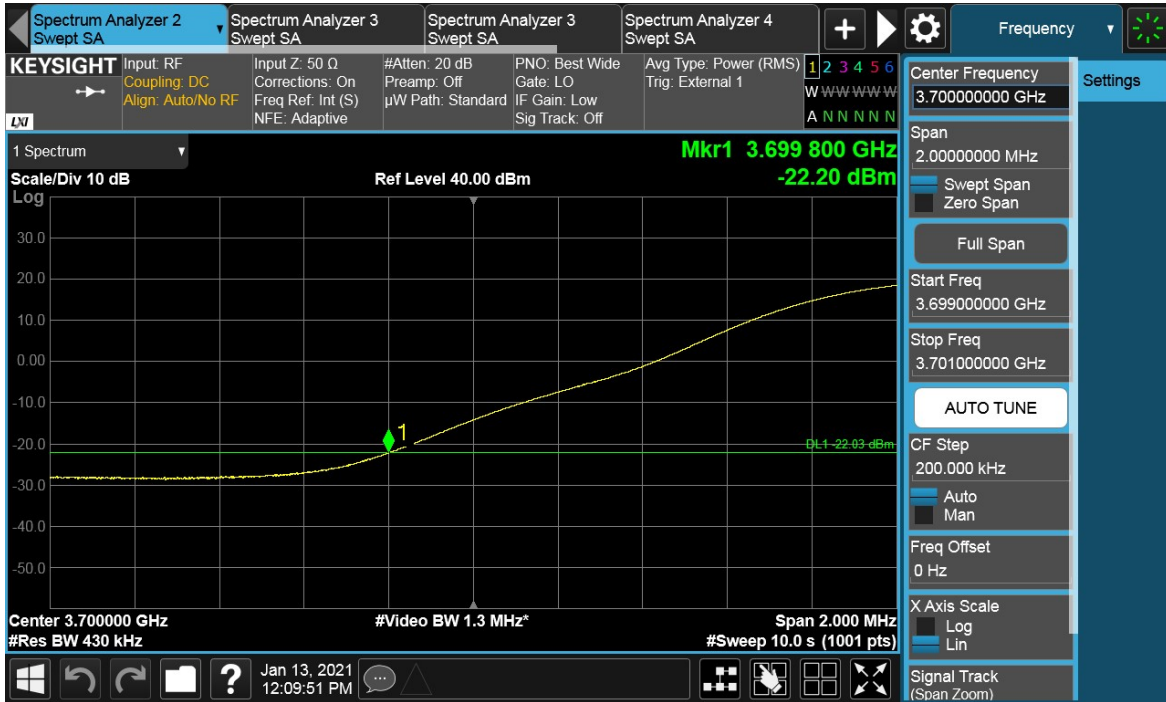 Spectrum Analyzer 2
Swept SA
Spectrum Analyzer 3
Swept SA
Spectrum Analyzer 3
Swept SA
Spectrum Analyzer 4
Swept SA
+
Frequency
KEYSIGHT
LXI
Input: RF
Coupling: DC
Align: Auto/No RF
Input Z: 50 Ω
Corrections: On
Freq Ref: Int (S)
NFE: Adaptive
#Atten: 20 dB
Preamp: Off
µW Path: Standard
PNO: Best Wide
Gate: LO
IF Gain: Low
Sig Track: Off
Avg Type: Power (RMS)
Trig: External 1
1 2 3 4 5 6
W W W W W W
A N N N N N
1 Spectrum
Mkr1 3.699 800 GHz
-22.20 dBm
Scale/Div 10 dB
Ref Level 40.00 dBm
Log
30.0
20.0
10.0
0.00
-10.0
-20.0
-30.0
-40.0
-50.0
1
DL1 -22.03 dBm
Center 3.700000 GHz
#Res BW 430 kHz
#Video BW 1.3 MHz*
Span 2.000 MHz
#Sweep 10.0 s (1001 pts)
?
Jan 13, 2021
12:09:51 PM
Center Frequency
3.700000000 GHz
Span
2.00000000 MHz
Swept Span
Zero Span
Full Span
Start Freq
3.699000000 GHz
Stop Freq
3.701000000 GHz
AUTO TUNE
CF Step
200.000 kHz
Auto
Man
Freq Offset
0 Hz
X Axis Scale
Log
Lin
Signal Track
(Span Zoom)
Settings